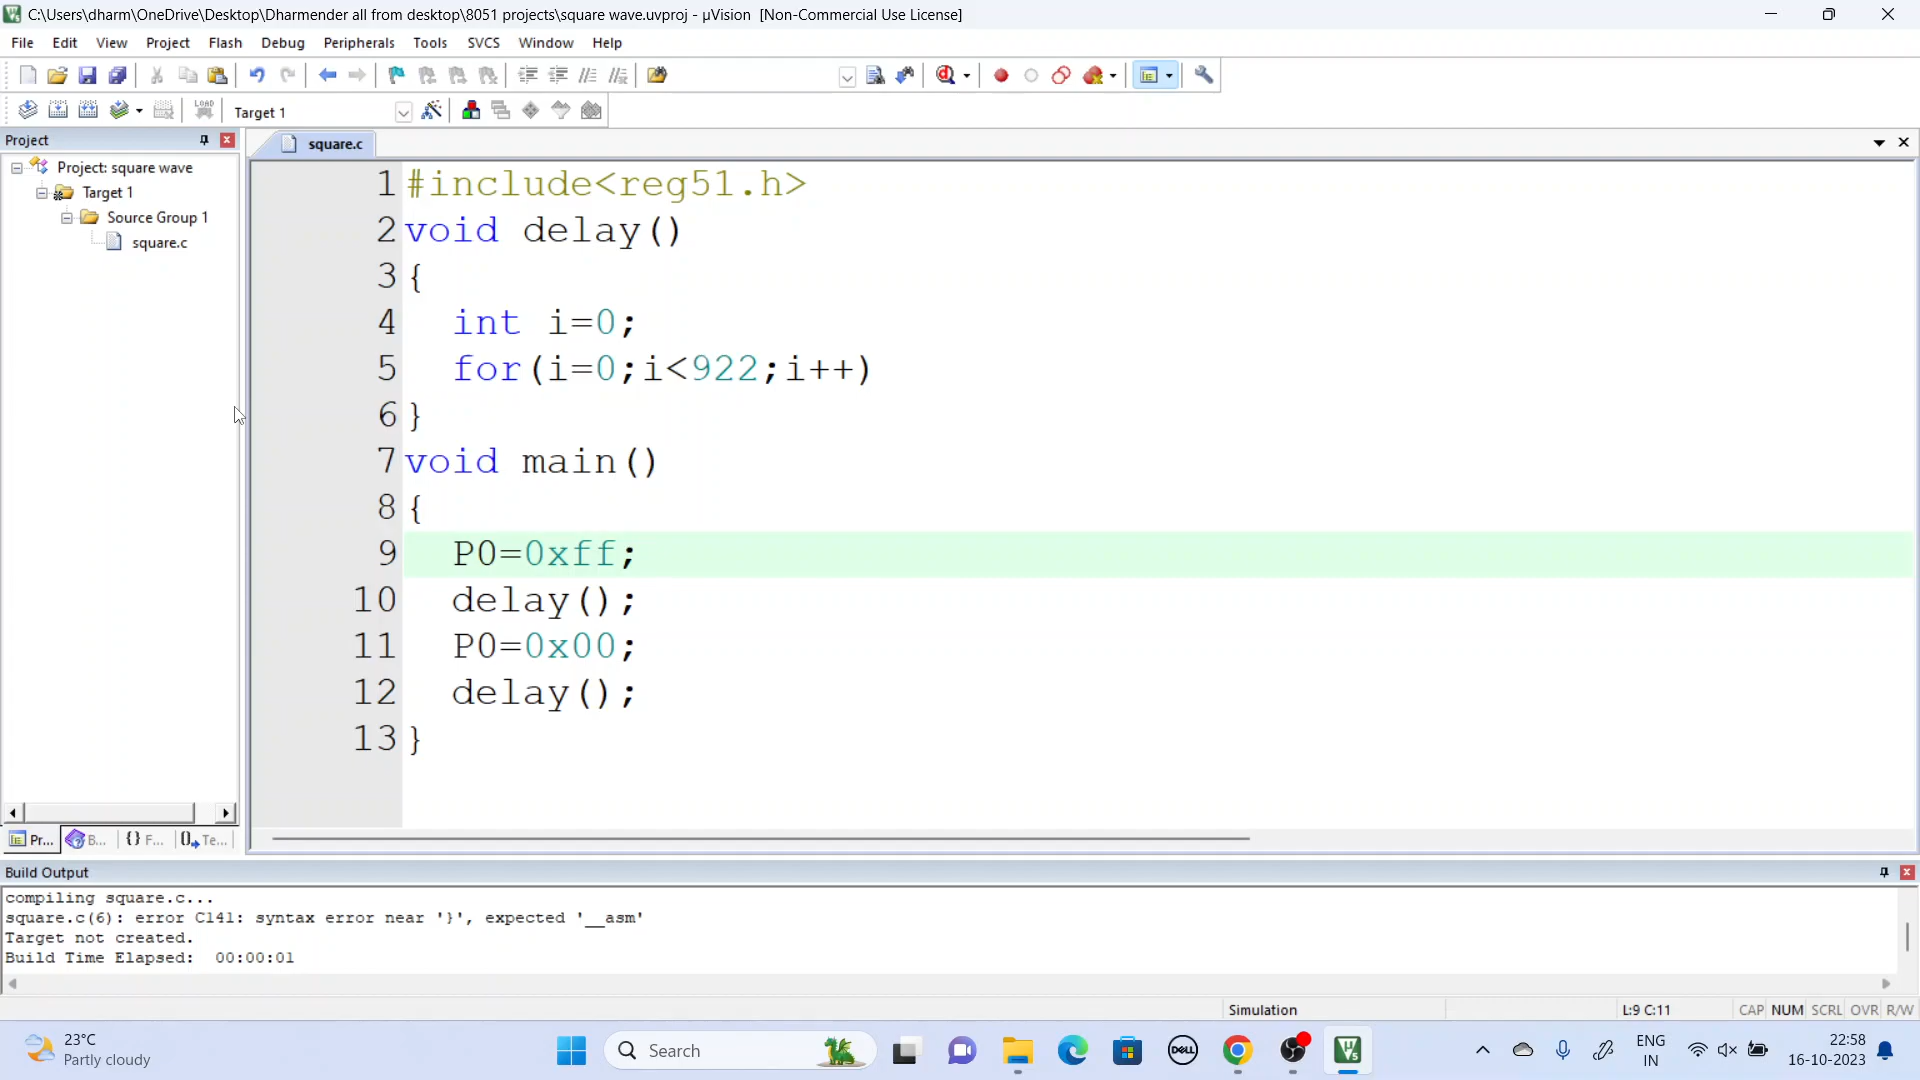 C:\Users\dharm\OneDrive\Desktop\Dharmender all from desktop\8051 projects\square wave.uvproj - µVision [Non-Commercial Use License]
File Edit View Project Flash Debug Peripherals Tools SVCS Window Help
LOAD Target 1
Project
square.c
Project: square wave
Target 1
Source Group 1
square.c
1 #include<reg51.h>
2 void delay()
3 {
4 int i=0;
5 for(i=0;i<922;i++)
6 }
7 void main()
8 {
9 P0=0xff;
10 delay();
11 P0=0x00;
12 delay();
13 }
Pr... B... {} F... Te...
Build Output
compiling square.c...
square.c(6): error C141: syntax error near '}', expected '__asm'
Target not created.
Build Time Elapsed: 00:00:01
Simulation L:9 C:11 CAP NUM SCRL OVR R/W
23°C
Partly cloudy
Search
DELL
ENG
IN
22:58
16-10-2023